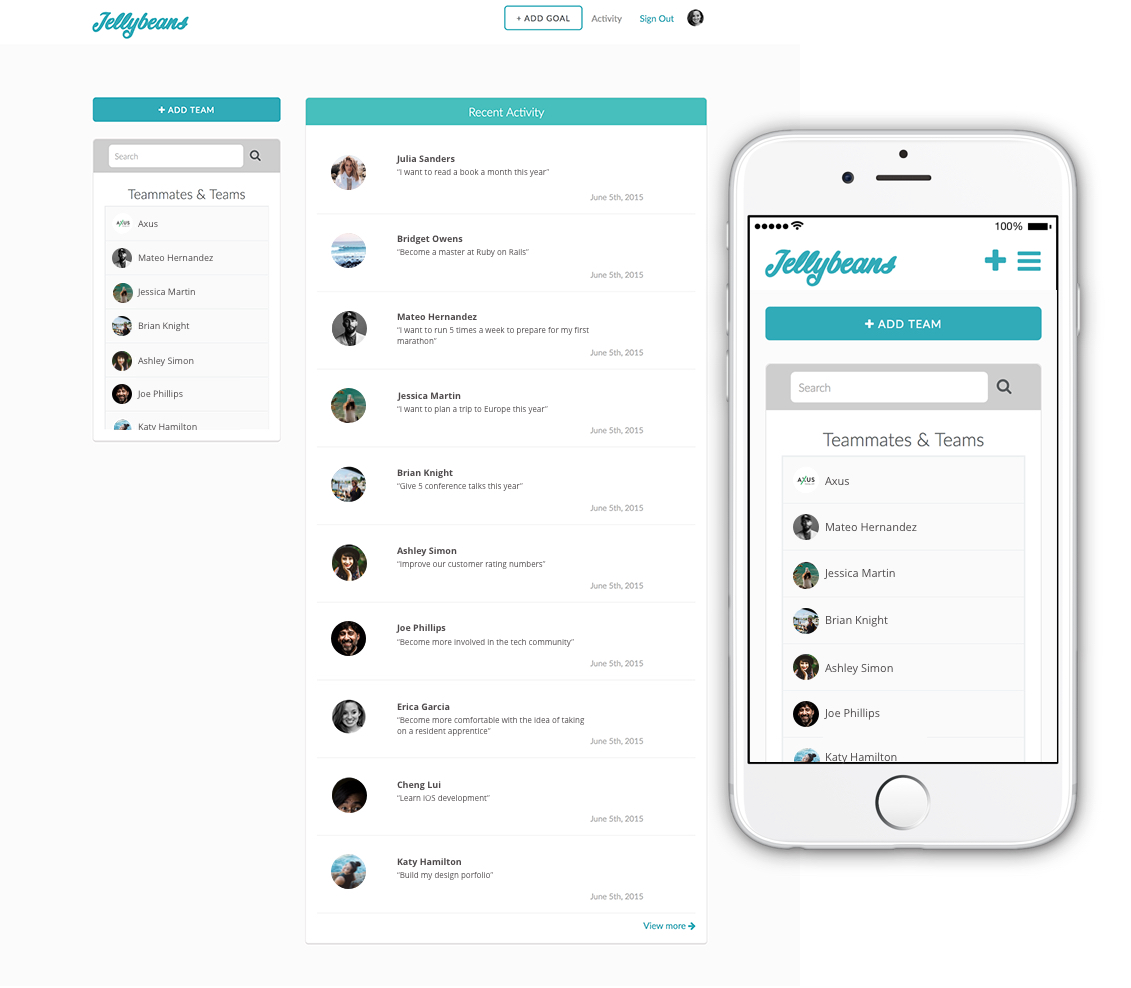 Jellybeans
+ ADD GOAL
Activity
Sign Out
+ ADD TEAM
Search
Teammates & Teams
Axus
Mateo Hernandez
Jessica Martin
Brian Knight
Ashley Simon
Joe Phillips
Katy Hamilton
Recent Activity
Julia Sanders
"I want to read a book a month this year"
June 5th, 2015
Bridget Owens
"Become a master at Ruby on Rails"
June 5th, 2015
Mateo Hernandez
"I want to run 5 times a week to prepare for my first
marathon"
June 5th, 2015
Jessica Martin
"I want to plan a trip to Europe this year"
June 5th, 2015
Brian Knight
"Give 5 conference talks this year"
June 5th, 2015
Ashley Simon
"Improve our customer rating numbers"
June 5th, 2015
Joe Phillips
"Become more involved in the tech community"
June 5th, 2015
Erica Garcia
"Become more comfortable with the idea of taking
on a resident apprentice"
June 5th, 2015
Cheng Lui
"Learn iOS development"
June 5th, 2015
Katy Hamilton
"Build my design porfolio"
June 5th, 2015
View more
100%
Jellybeans
+ ADD TEAM
Search
Teammates & Teams
AXUS
Axus
Mateo Hernandez
Jessica Martin
Brian Knight
Ashley Simon
Joe Phillips
Katy Hamilton